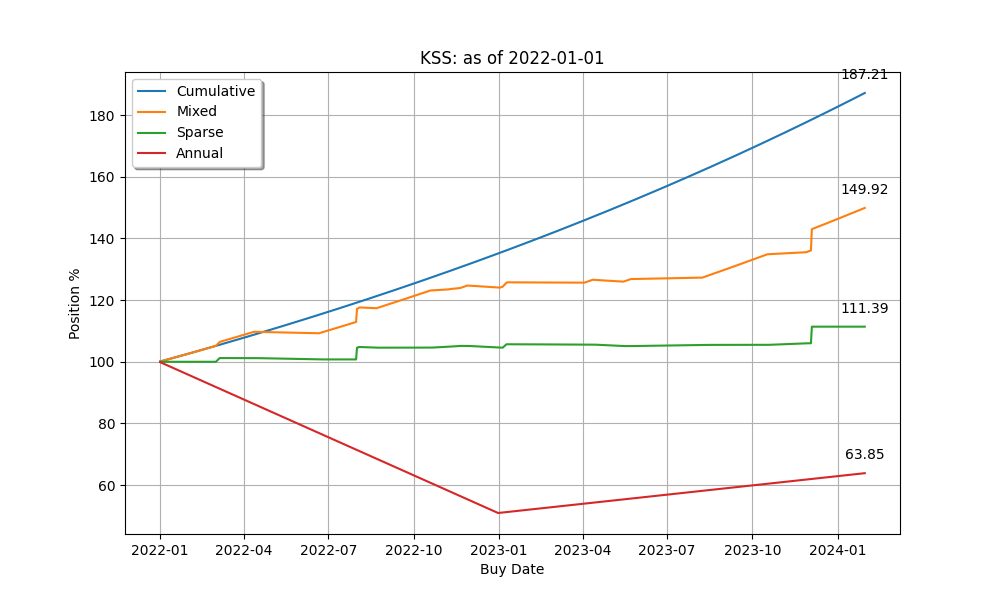 KSS: as of 2022-01-01
187.21
Cumulative
Mixed
Sparse
Annual
149.92
111.39
63.85
180
160
140
120
100
80
60
Position %
2022-01 2022-04 2022-07 2022-10 2023-01 2023-04 2023-07 2023-10 2024-01
Buy Date